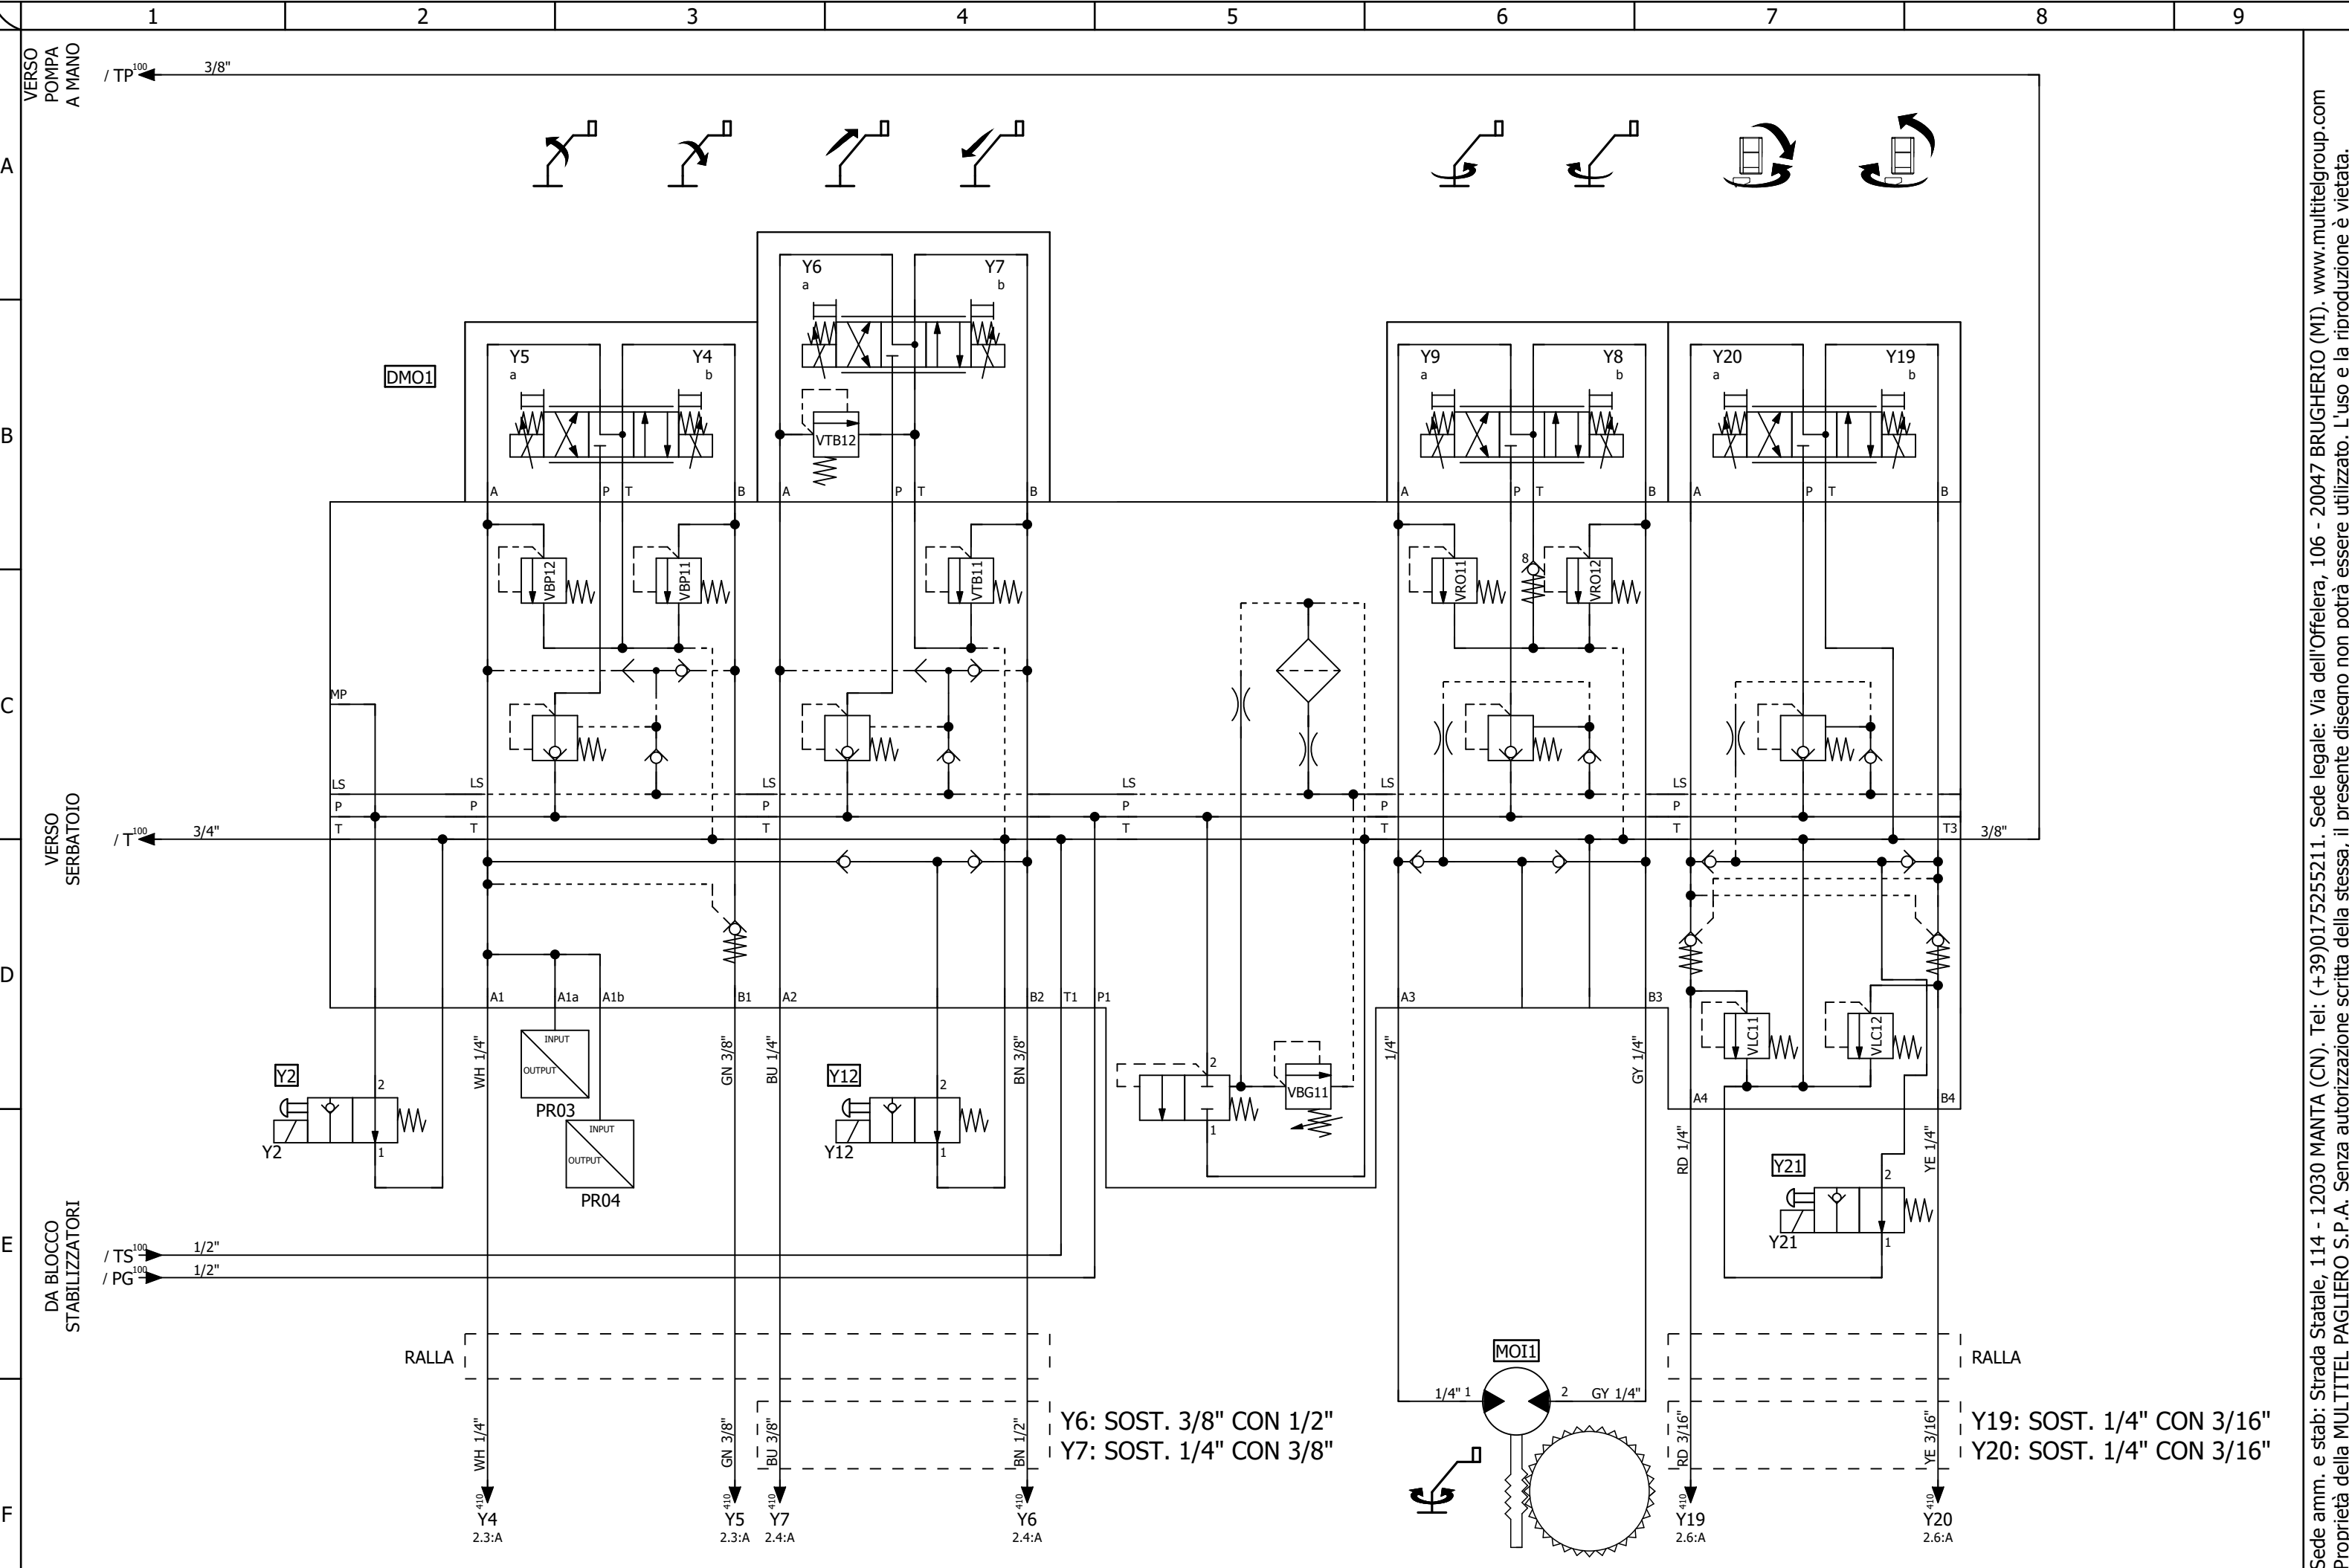 1 2 3 4 5 6 7 8 9
A
B
C
D
E
F
VERSO
POMPA
A MANO
/ TP 100
3/8"
DMO1
Y5 Y4
a b
Y6 Y7
a b
Y9 Y8
a b
Y20 Y19
a b
VTB12
A P T B A P T B A P T B A P T B
VBP12 VBP11 VTB11 VRO11 8 VRO12
MP
LS LS LS LS LS LS
P P P P P P
T T T T T T T3
VERSO
SERBATOIO
/ T 100
3/4"
3/8"
A1 A1a A1b B1 A2 B2 T1 P1 A3 B3
VLC11 VLC12
A4 B4
WH 1/4" GN 3/8" BU 1/4" BN 3/8" 1/4" GY 1/4"
INPUT
OUTPUT
PR03
INPUT
OUTPUT
PR04
Y2
2
1
Y2
Y12
2
1
Y12
2
1
VBG11
RD 1/4" YE 1/4"
Y21
2
1
Y21
DA BLOCCO
STABILIZZATORI
/ TS 100
1/2"
/ PG 100
1/2"
RALLA
RALLA
MOI1
1/4" 1 2 GY 1/4"
WH 1/4" GN 3/8" BU 3/8" BN 1/2" RD 3/16" YE 3/16"
Y6: SOST. 3/8" CON 1/2"
Y7: SOST. 1/4" CON 3/8"
Y19: SOST. 1/4" CON 3/16"
Y20: SOST. 1/4" CON 3/16"
410 410 410 410 410 410
Y4 Y5 Y7 Y6 Y19 Y20
2.3:A 2.3:A 2.4:A 2.4:A 2.6:A 2.6:A
Sede amm. e stab: Strada Statale, 114 - 12030 MANTA (CN). Tel: (+39)0175255211. Sede legale: Via dell'Offelera, 106 - 20047 BRUGHERIO (MI). www.multitelgroup.com
Proprietà della MULTITEL PAGLIERO S.P.A. Senza autorizzazione scritta della stessa, il presente disegno non potrà essere utilizzato. L'uso e la riproduzione è vietata.